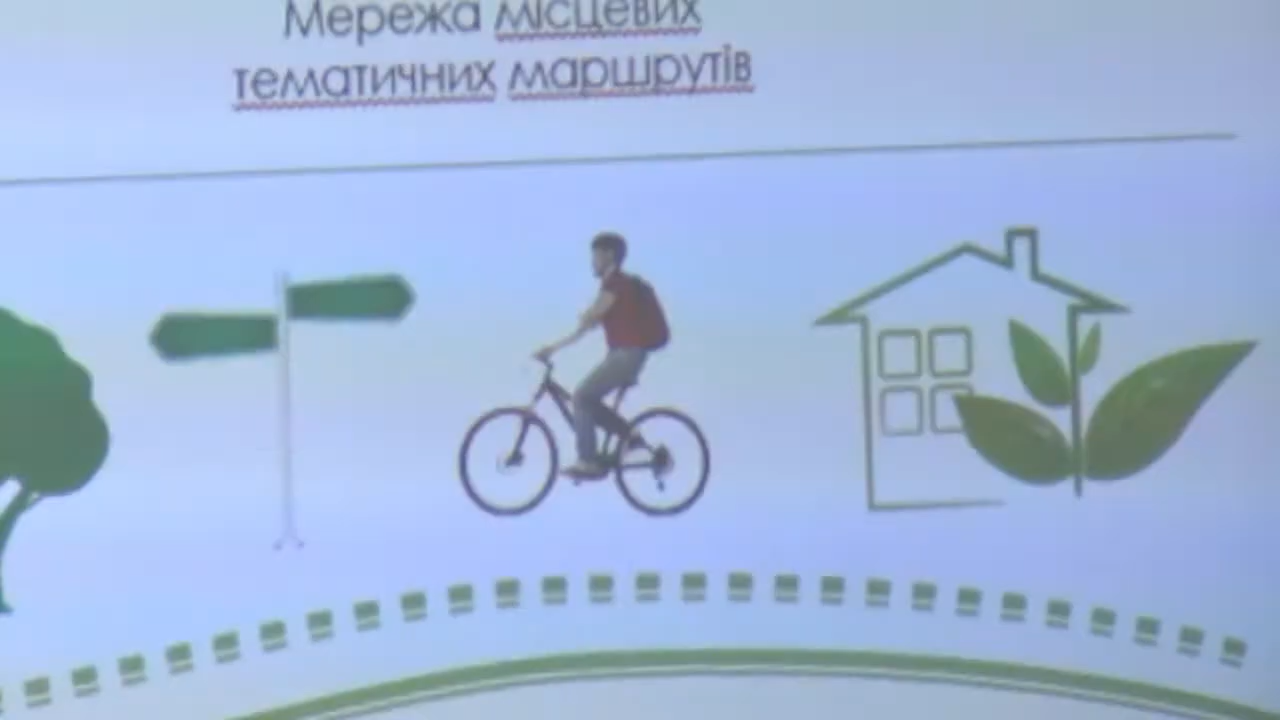 Мережа місцевих
тематичних маршрутів